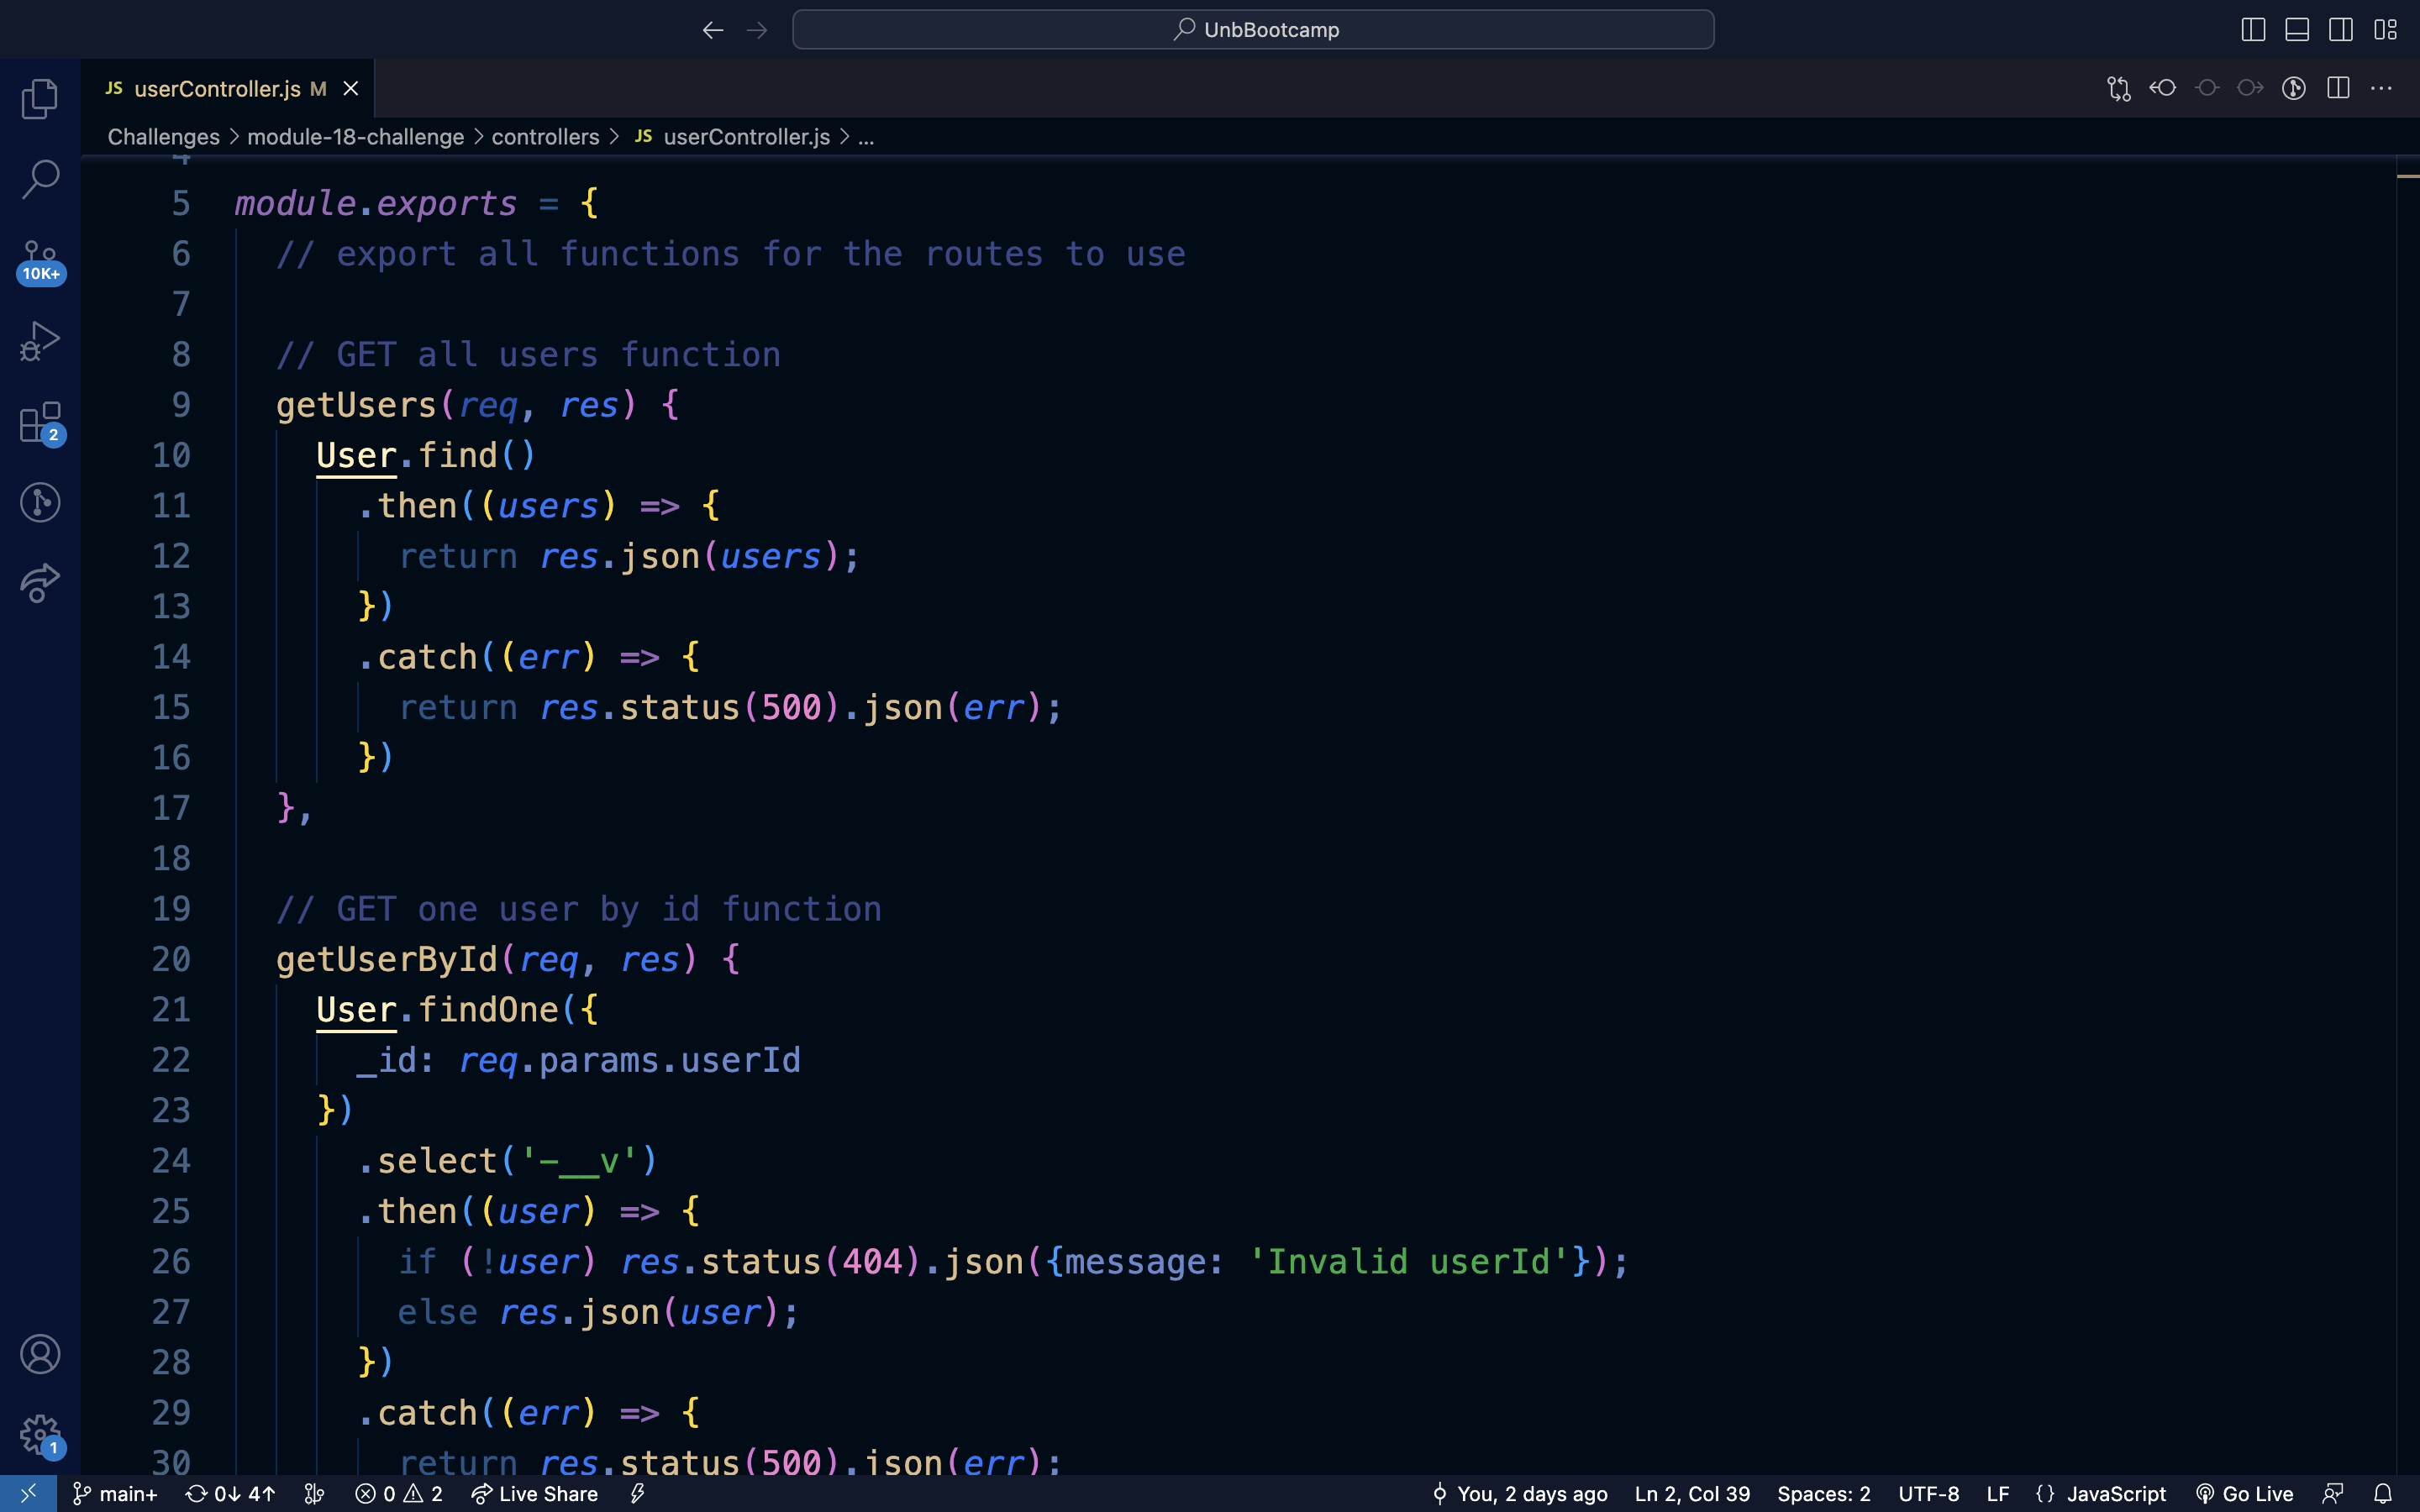 UnbBootcamp
JS userController.js M
Challenges > module-18-challenge > controllers > JS userController.js > ...
10K+
2
1
4
5 module.exports = {
6 // export all functions for the routes to use
7
8 // GET all users function
9 getUsers(req, res) {
10 User.find()
11 .then((users) => {
12 return res.json(users);
13 })
14 .catch((err) => {
15 return res.status(500).json(err);
16 })
17 },
18
19 // GET one user by id function
20 getUserById(req, res) {
21 User.findOne({
22 _id: req.params.userId
23 })
24 .select('-__v')
25 .then((user) => {
26 if (!user) res.status(404).json({message: 'Invalid userId'});
27 else res.json(user);
28 })
29 .catch((err) => {
30 return res.status(500).json(err);
main+ 0↓ 4↑ 0 2 Live Share You, 2 days ago Ln 2, Col 39 Spaces: 2 UTF-8 LF {} JavaScript Go Live